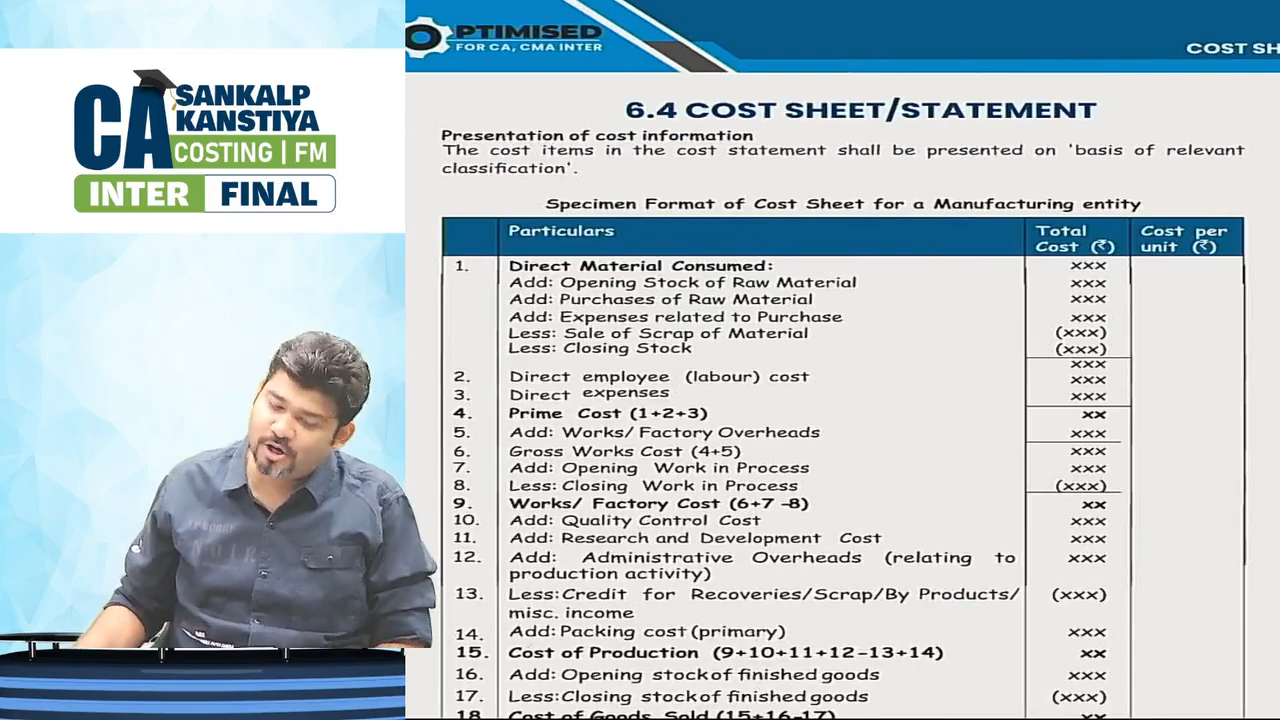 CA
SANKALP
KANSTIYA
COSTING | FM
INTER FINAL
PTIMISED
FOR CA, CMA INTER
COST SH
6.4 COST SHEET/STATEMENT
Presentation of cost information
The cost items in the cost statement shall be presented on 'basis of relevant
classification'.
Specimen Format of Cost Sheet for a Manufacturing entity
Particulars Total Cost (₹) Cost per unit (₹)
1. Direct Material Consumed: xxx
Add: Opening Stock of Raw Material xxx
Add: Purchases of Raw Material xxx
Add: Expenses related to Purchase xxx
Less: Sale of Scrap of Material (xxx)
Less: Closing Stock (xxx)
xxx
2. Direct employee (labour) cost xxx
3. Direct expenses xxx
4. Prime Cost (1+2+3) xx
5. Add: Works/ Factory Overheads xxx
6. Gross Works Cost (4+5) xxx
7. Add: Opening Work in Process xxx
8. Less: Closing Work in Process (xxx)
9. Works/ Factory Cost (6+7 -8) xx
10. Add: Quality Control Cost xxx
11. Add: Research and Development Cost xxx
12. Add: Administrative Overheads (relating to xxx
production activity)
13. Less:Credit for Recoveries/Scrap/By Products/ (xxx)
misc. income
14. Add: Packing cost (primary) xxx
15. Cost of Production (9+10+11+12-13+14) xx
16. Add: Opening stock of finished goods xxx
17. Less: Closing stock of finished goods (xxx)
18 Cost of Goods Sold (15+16-17) xx